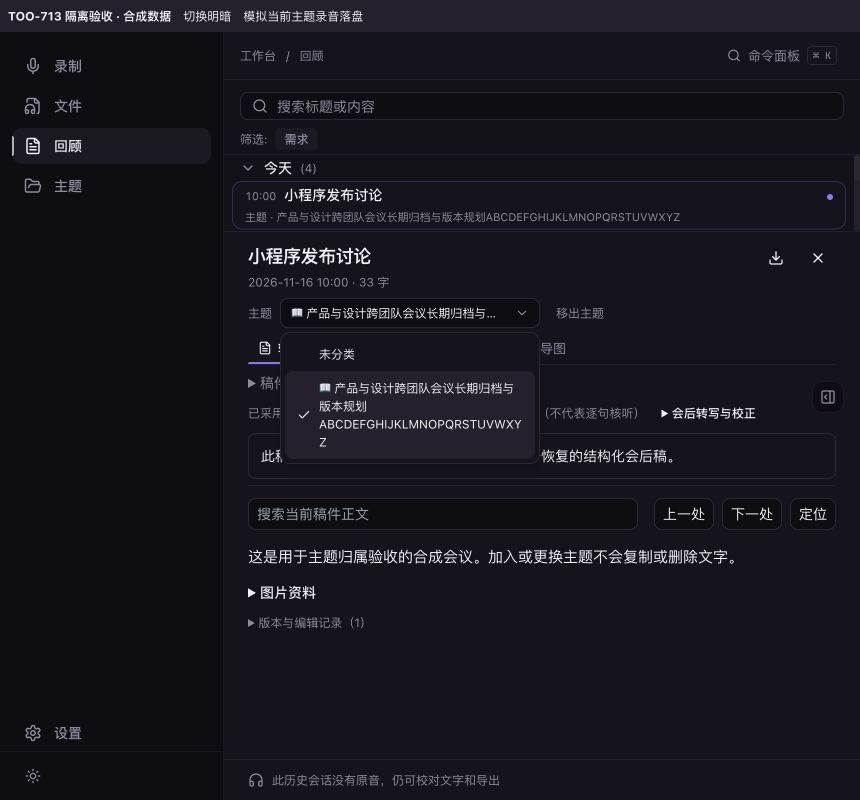 TOO-713 隔离验收 · 合成数据 切换明暗 模拟当前主题录音落盘
录制
文件
回顾
主题
设置
工作台 / 回顾
命令面板 ⌘ K
搜索标题或内容
筛选: 需求
今天 (4)
10:00 小程序发布讨论
主题 · 产品与设计跨团队会议长期归档与版本规划ABCDEFGHIJKLMNOPQRSTUVWXYZ
小程序发布讨论
2026-11-16 10:00 · 33 字
主题 产品与设计跨团队会议长期归档与... 移出主题
导图
未分类
产品与设计跨团队会议长期归档与
版本规划
ABCDEFGHIJKLMNOPQRSTUVWXY
Z
稿件
已采用 (不代表逐句核听) 会后转写与校正
此稿 恢复的结构化会后稿。
搜索当前稿件正文 上一处 下一处 定位
这是用于主题归属验收的合成会议。加入或更换主题不会复制或删除文字。
图片资料
版本与编辑记录（1）
此历史会话没有原音，仍可校对文字和导出